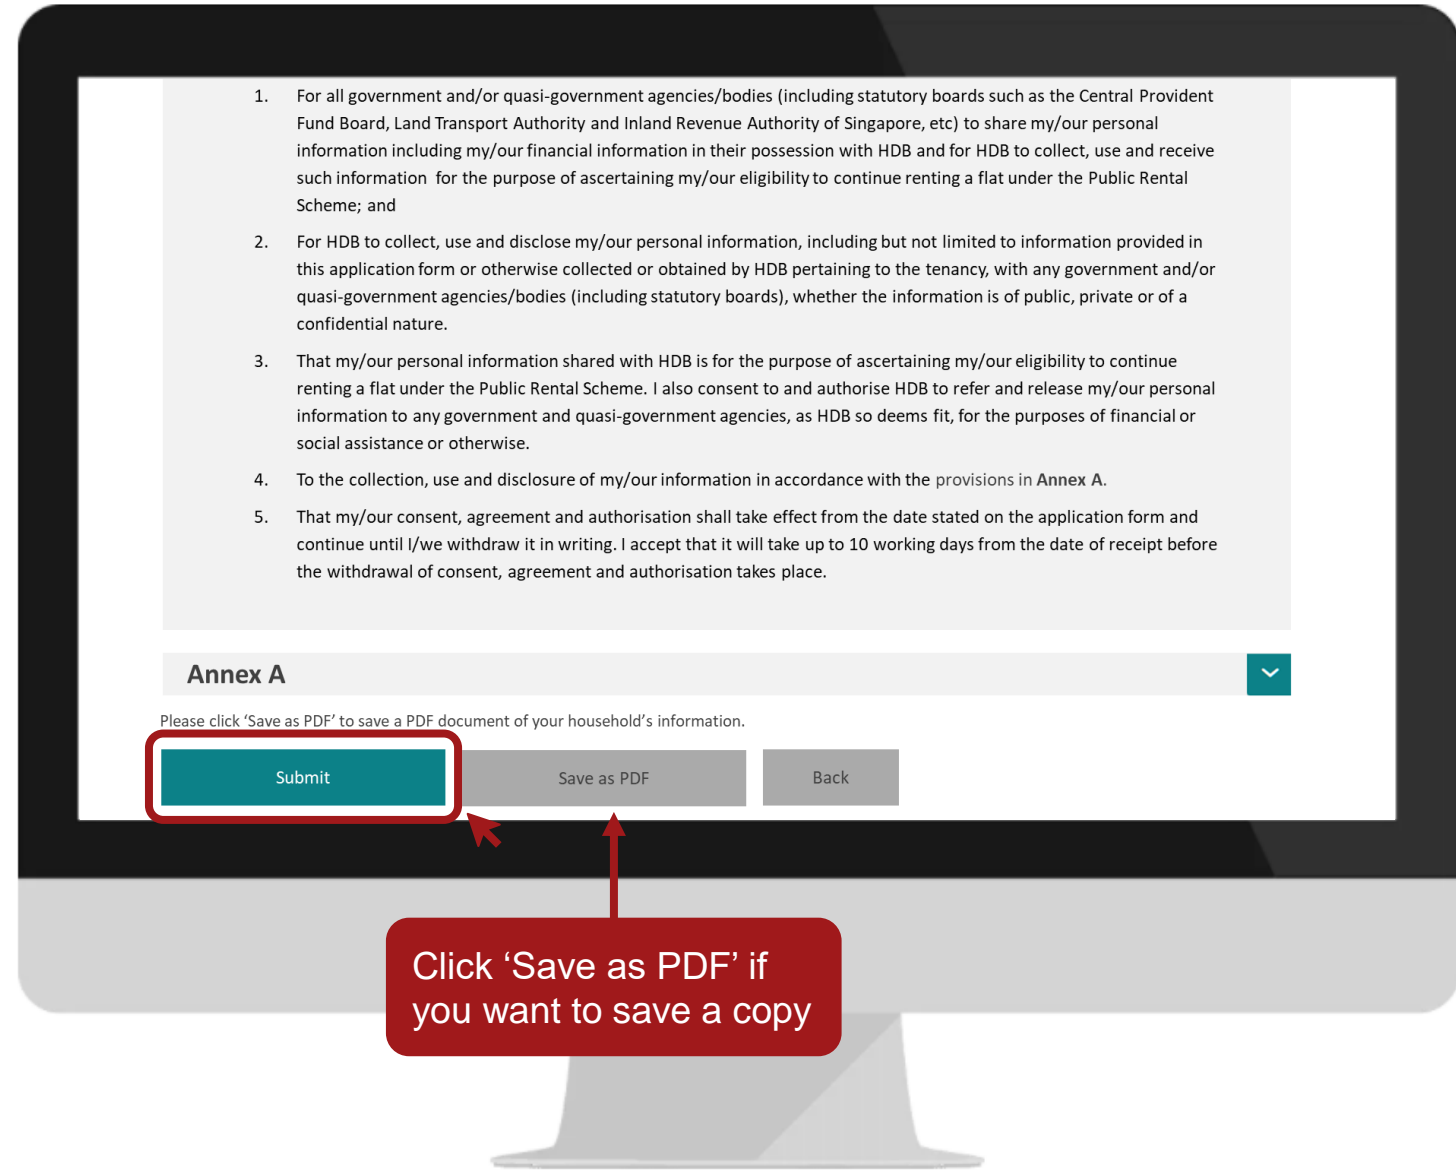 1. For all government and/or quasi-government agencies/bodies (including statutory boards such as the Central Provident
Fund Board, Land Transport Authority and Inland Revenue Authority of Singapore, etc) to share my/our personal
information including my/our financial information in their possession with HDB and for HDB to collect, use and receive
such information for the purpose of ascertaining my/our eligibility to continue renting a flat under the Public Rental
Scheme; and
2. For HDB to collect, use and disclose my/our personal information, including but not limited to information provided in
this application form or otherwise collected or obtained by HDB pertaining to the tenancy, with any government and/or
quasi-government agencies/bodies (including statutory boards), whether the information is of public, private or of a
confidential nature.
3. That my/our personal information shared with HDB is for the purpose of ascertaining my/our eligibility to continue
renting a flat under the Public Rental Scheme. I also consent to and authorise HDB to refer and release my/our personal
information to any government and quasi-government agencies, as HDB so deems fit, for the purposes of financial or
social assistance or otherwise.
4. To the collection, use and disclosure of my/our information in accordance with the provisions in Annex A.
5. That my/our consent, agreement and authorisation shall take effect from the date stated on the application form and
continue until I/we withdraw it in writing. I accept that it will take up to 10 working days from the date of receipt before
the withdrawal of consent, agreement and authorisation takes place.
Annex A
Please click ‘Save as PDF’ to save a PDF document of your household’s information.
Submit
Save as PDF
Back
Click ‘Save as PDF’ if
you want to save a copy